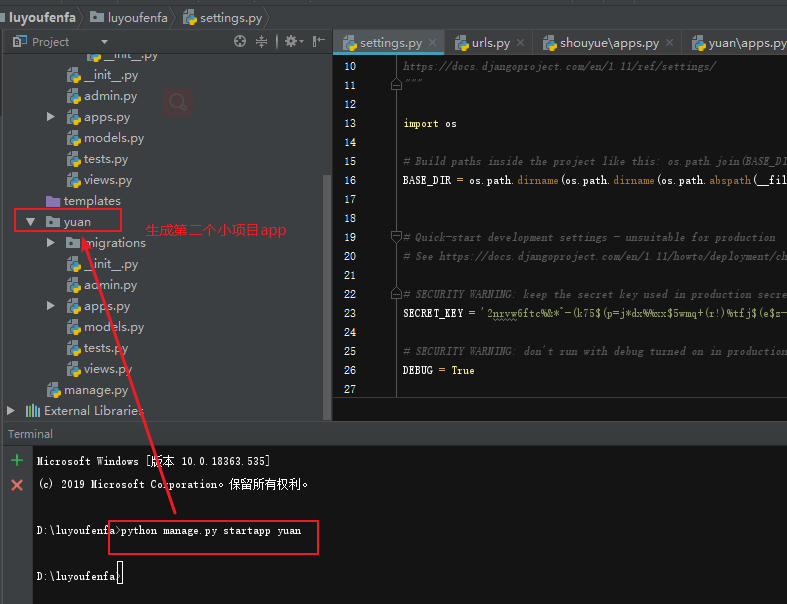 luyoufenfa luyoufenfa settings.py
Project
settings.py urls.py shouyue\apps.py yuan\apps.py
__init__.py
__init__.py
admin.py
apps.py
models.py
tests.py
views.py
templates
yuan
生成第二个小项目app
migrations
__init__.py
admin.py
apps.py
models.py
tests.py
views.py
manage.py
External Libraries
10 https://docs.djangoproject.com/en/1.11/ref/settings/
11 """
12
13 import os
14
15 # Build paths inside the project like this: os.path.join(BASE_DI
16 BASE_DIR = os.path.dirname(os.path.dirname(os.path.abspath(__fil
17
18
19 # Quick-start development settings - unsuitable for production
20 # See https://docs.djangoproject.com/en/1.11/howto/deployment/ch
21
22 # SECURITY WARNING: keep the secret key used in production secre
23 SECRET_KEY = '2nrvw6ftc%&*^-(k75$(p=j*dx%%xx$5wmq+(r!)%tfj$(e$z-
24
25 # SECURITY WARNING: don't run with debug turned on in production
26 DEBUG = True
27
Terminal
Microsoft Windows [版本 10.0.18363.535]
(c) 2019 Microsoft Corporation。保留所有权利。
D:\luyoufenfa>python manage.py startapp yuan
D:\luyoufenfa>